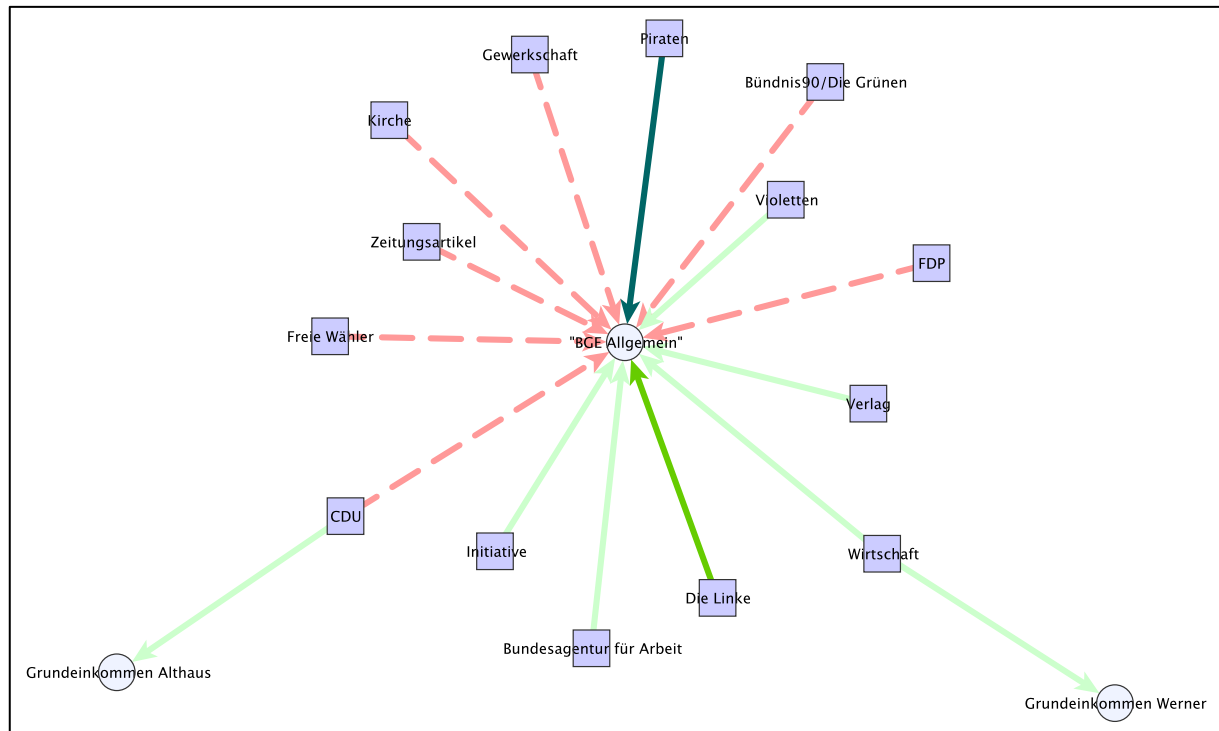 Piraten
Gewerkschaft
Bündnis90/Die Grünen
Kirche
Violetten
Zeitungsartikel
FDP
Freie Wähler
"BGE Allgemein"
Verlag
CDU
Initiative
Wirtschaft
Die Linke
Bundesagentur für Arbeit
Grundeinkommen Althaus
Grundeinkommen Werner